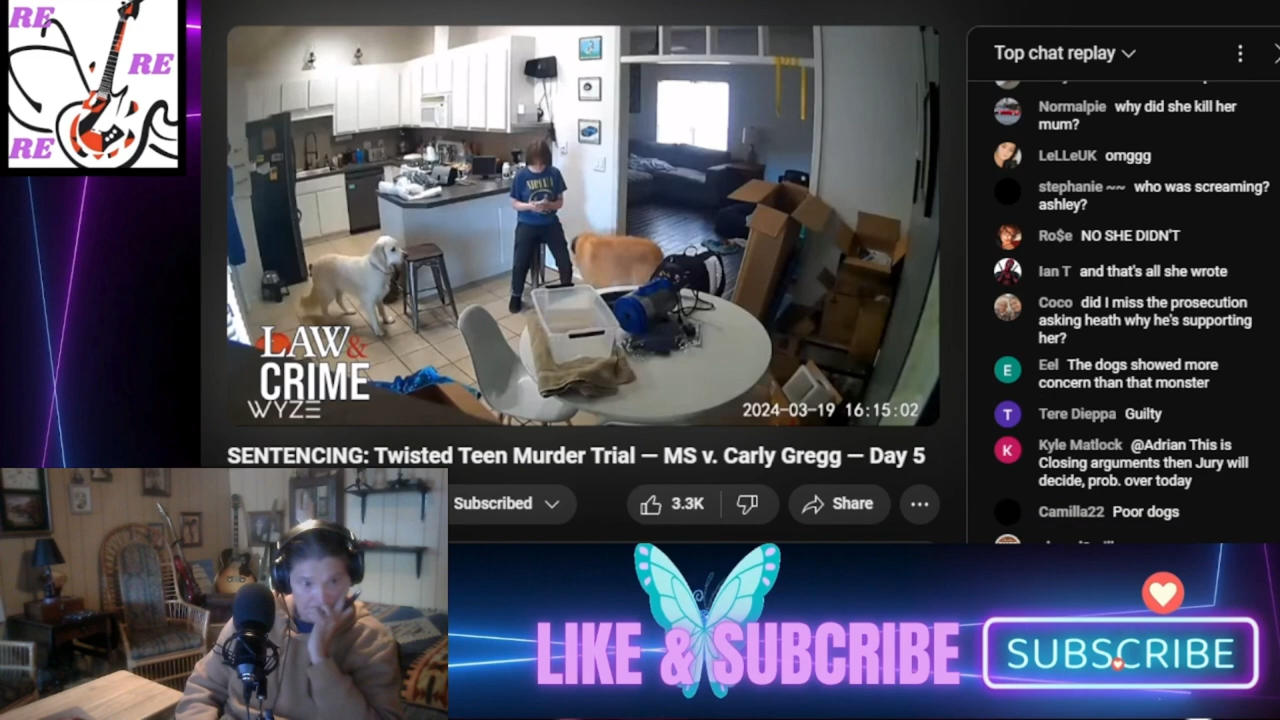 RE
RE
RE
NIRVANA
LAW&
CRIME
WYZE
2024-03-19 16:15:02
SENTENCING: Twisted Teen Murder Trial — MS v. Carly Gregg — Day 5
Subscribed
3.3K
Share
Top chat replay
Normalpie why did she kill her
mum?
LeLLeUK omggg
stephanie ~~ who was screaming?
ashley?
Ro$e NO SHE DIDN'T
Ian T and that's all she wrote
Coco did I miss the prosecution
asking heath why he's supporting
her?
E Eel The dogs showed more
concern than that monster
T Tere Dieppa Guilty
K Kyle Matlock @Adrian This is
Closing arguments then Jury will
decide, prob. over today
Camilla22 Poor dogs
LIKE & SUBCRIBE
SUBSCRIBE